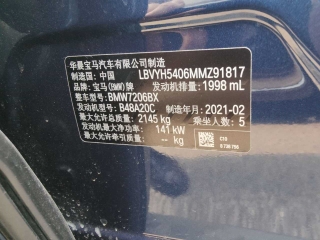 华晨宝马汽车有限公司制造
制造国: 中国 LBVYH5406MMZ91817
品牌: 宝马(BMW)牌 发动机排量: 1998 mL
整车型号: BMW7206BX
发动机型号: B48A20C 制造年月: 2021-02
最大允许总质量: 2145 kg 乘坐人数: 5
发动机最大净功率: 141 kW
最大允许牵引质量: -- kg